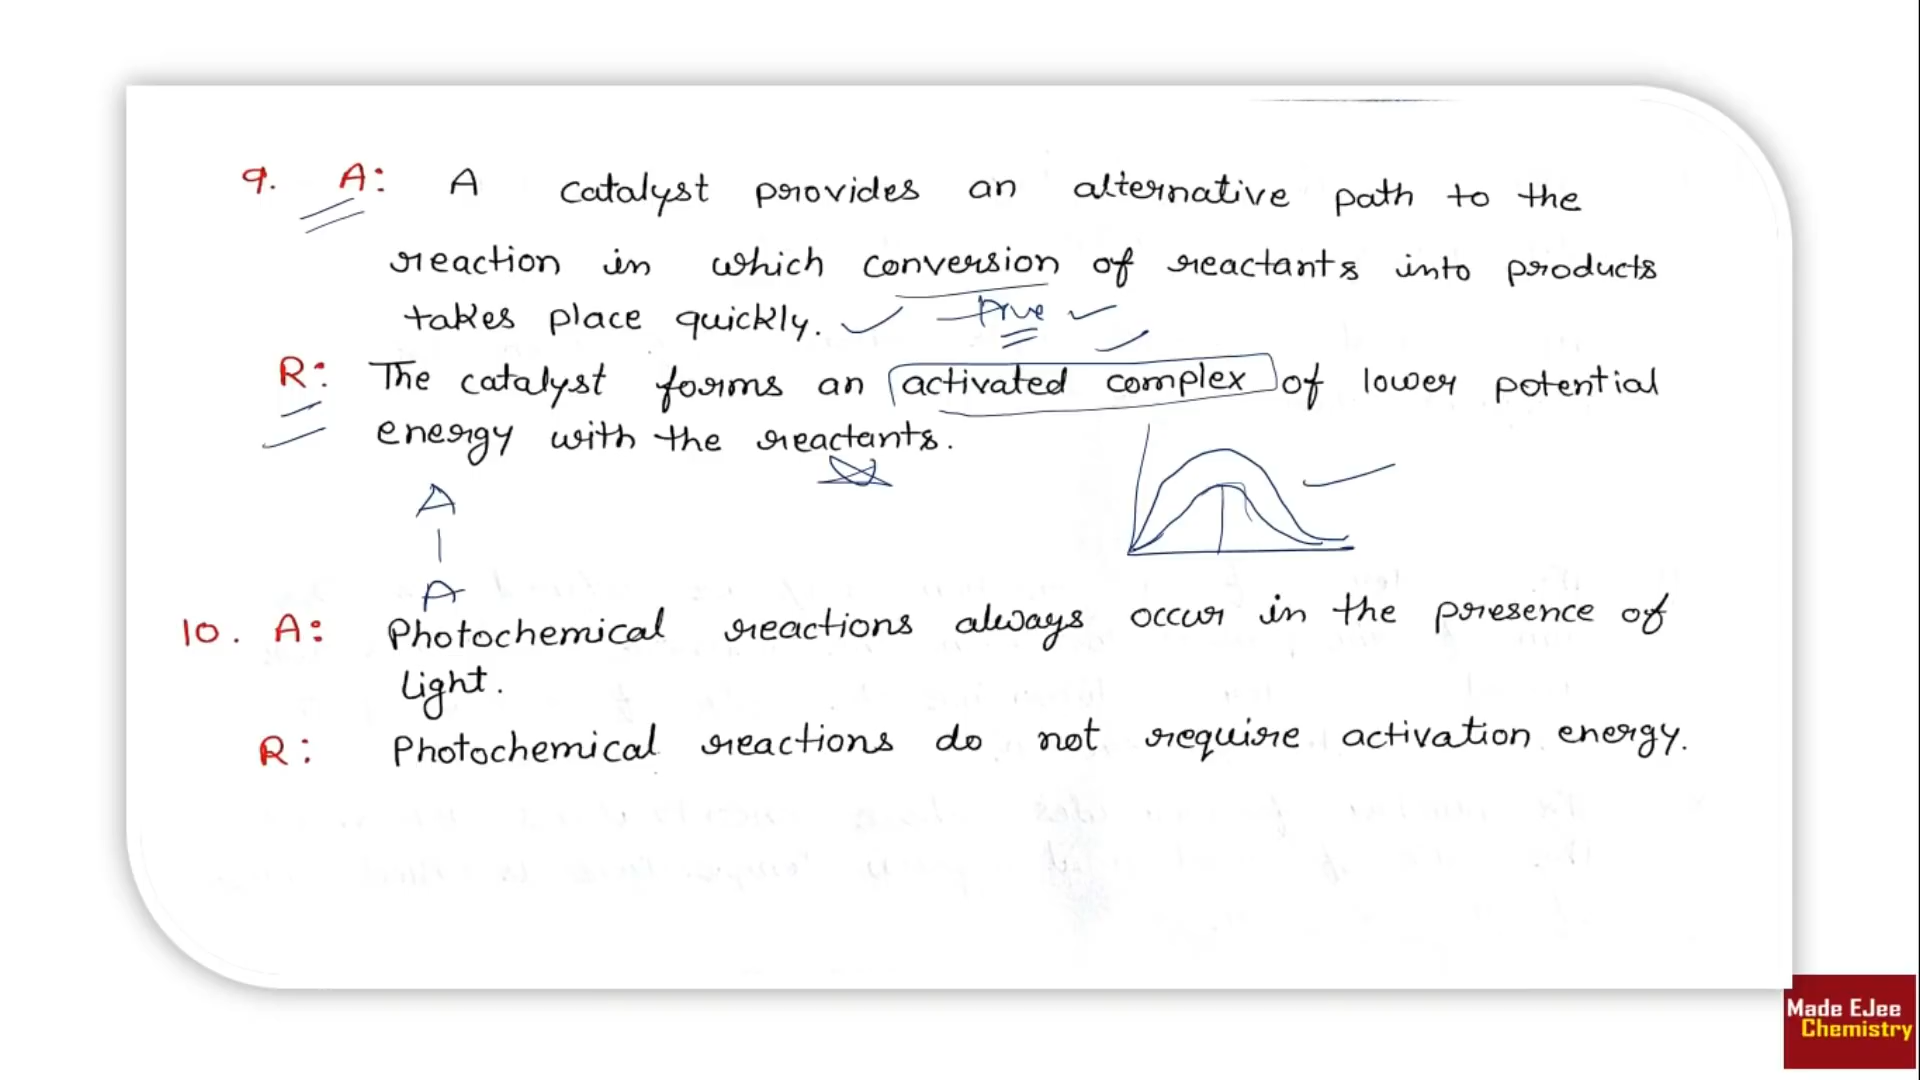 9. A: A catalyst provides an alternative path to the
reaction in which conversion of reactants into products
takes place quickly. True
R: The catalyst forms an activated complex of lower potential
energy with the reactants.
A
A
10. A: Photochemical reactions always occur in the presence of
light.
R: Photochemical reactions do not require activation energy.
Made EJee
Chemistry